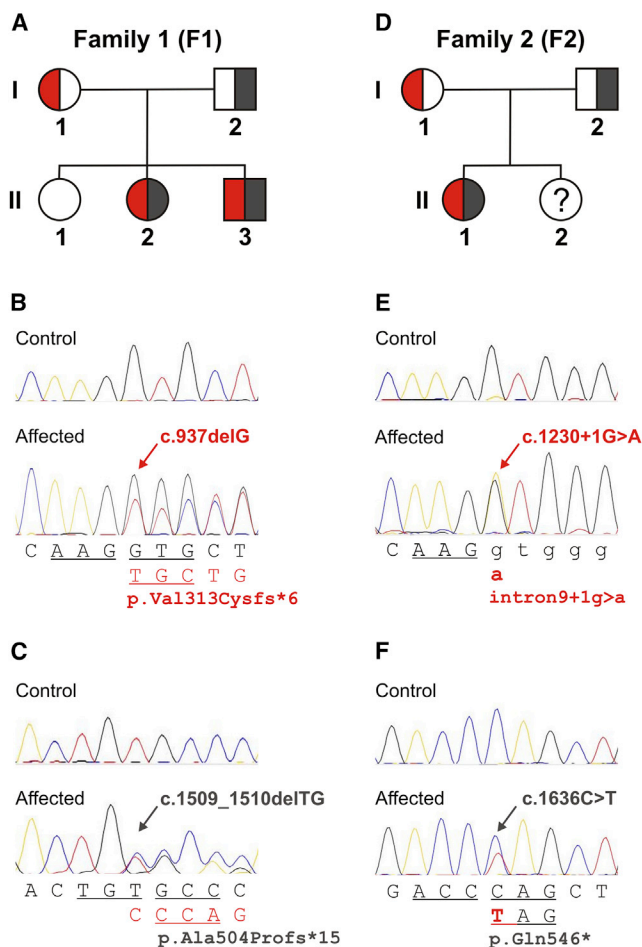 A
Family 1 (F1)
I
1
2
II
1
2
3
B
Control
Affected
c.937delG
C A A G G T G C T
T G C T G
p.Val313Cysfs*6
C
Control
Affected
c.1509_1510delTG
A C T G T G C C C
C C C A G
p.Ala504Profs*15
D
Family 2 (F2)
I
1
2
II
?
1
2
E
Control
Affected
c.1230+1G>A
C A A G g t g g g
a
intron9+1g>a
F
Control
Affected
c.1636C>T
G A C C C A G C T
T A G
p.Gln546*